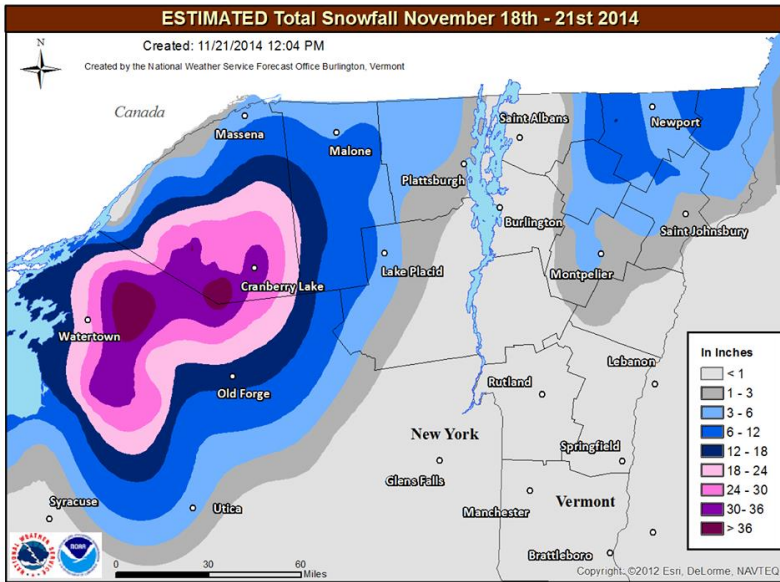 ESTIMATED Total Snowfall November 18th - 21st 2014
N
Created: 11/21/2014 12:04 PM
Created by the National Weather Service Forecast Office Burlington, Vermont
Canada
Massena
Malone
Saint Albans
Newport
Plattsburgh
Burlington
Saint Johnsbury
Montpelier
Lake Placid
Cranberry Lake
Watertown
Old Forge
Rutland
Lebanon
New York
Springfield
Glens Falls
Vermont
Manchester
Syracuse
Utica
Brattleboro
In Inches
< 1
1 - 3
3 - 6
6 - 12
12 - 18
18 - 24
24 - 30
30- 36
> 36
NATIONAL WEATHER SERVICE
NOAA
0 30 60
Miles
Copyright: ©2012 Esri, DeLorme, NAVTEQ